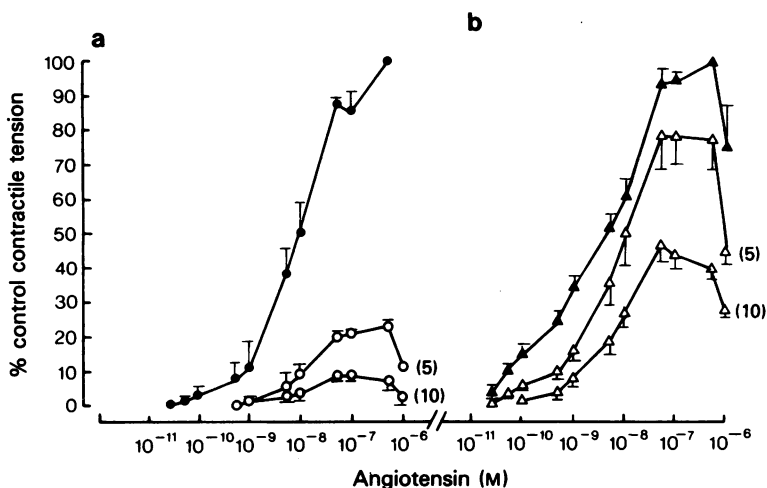 a
b
% control contractile tension
100
90
80
70
60
50
40
30
20
10
0
(5)
(10)
(5)
(10)
10⁻¹¹ 10⁻¹⁰ 10⁻⁹ 10⁻⁸ 10⁻⁷ 10⁻⁶
10⁻¹¹ 10⁻¹⁰ 10⁻⁹ 10⁻⁸ 10⁻⁷ 10⁻⁶
Angiotensin (M)